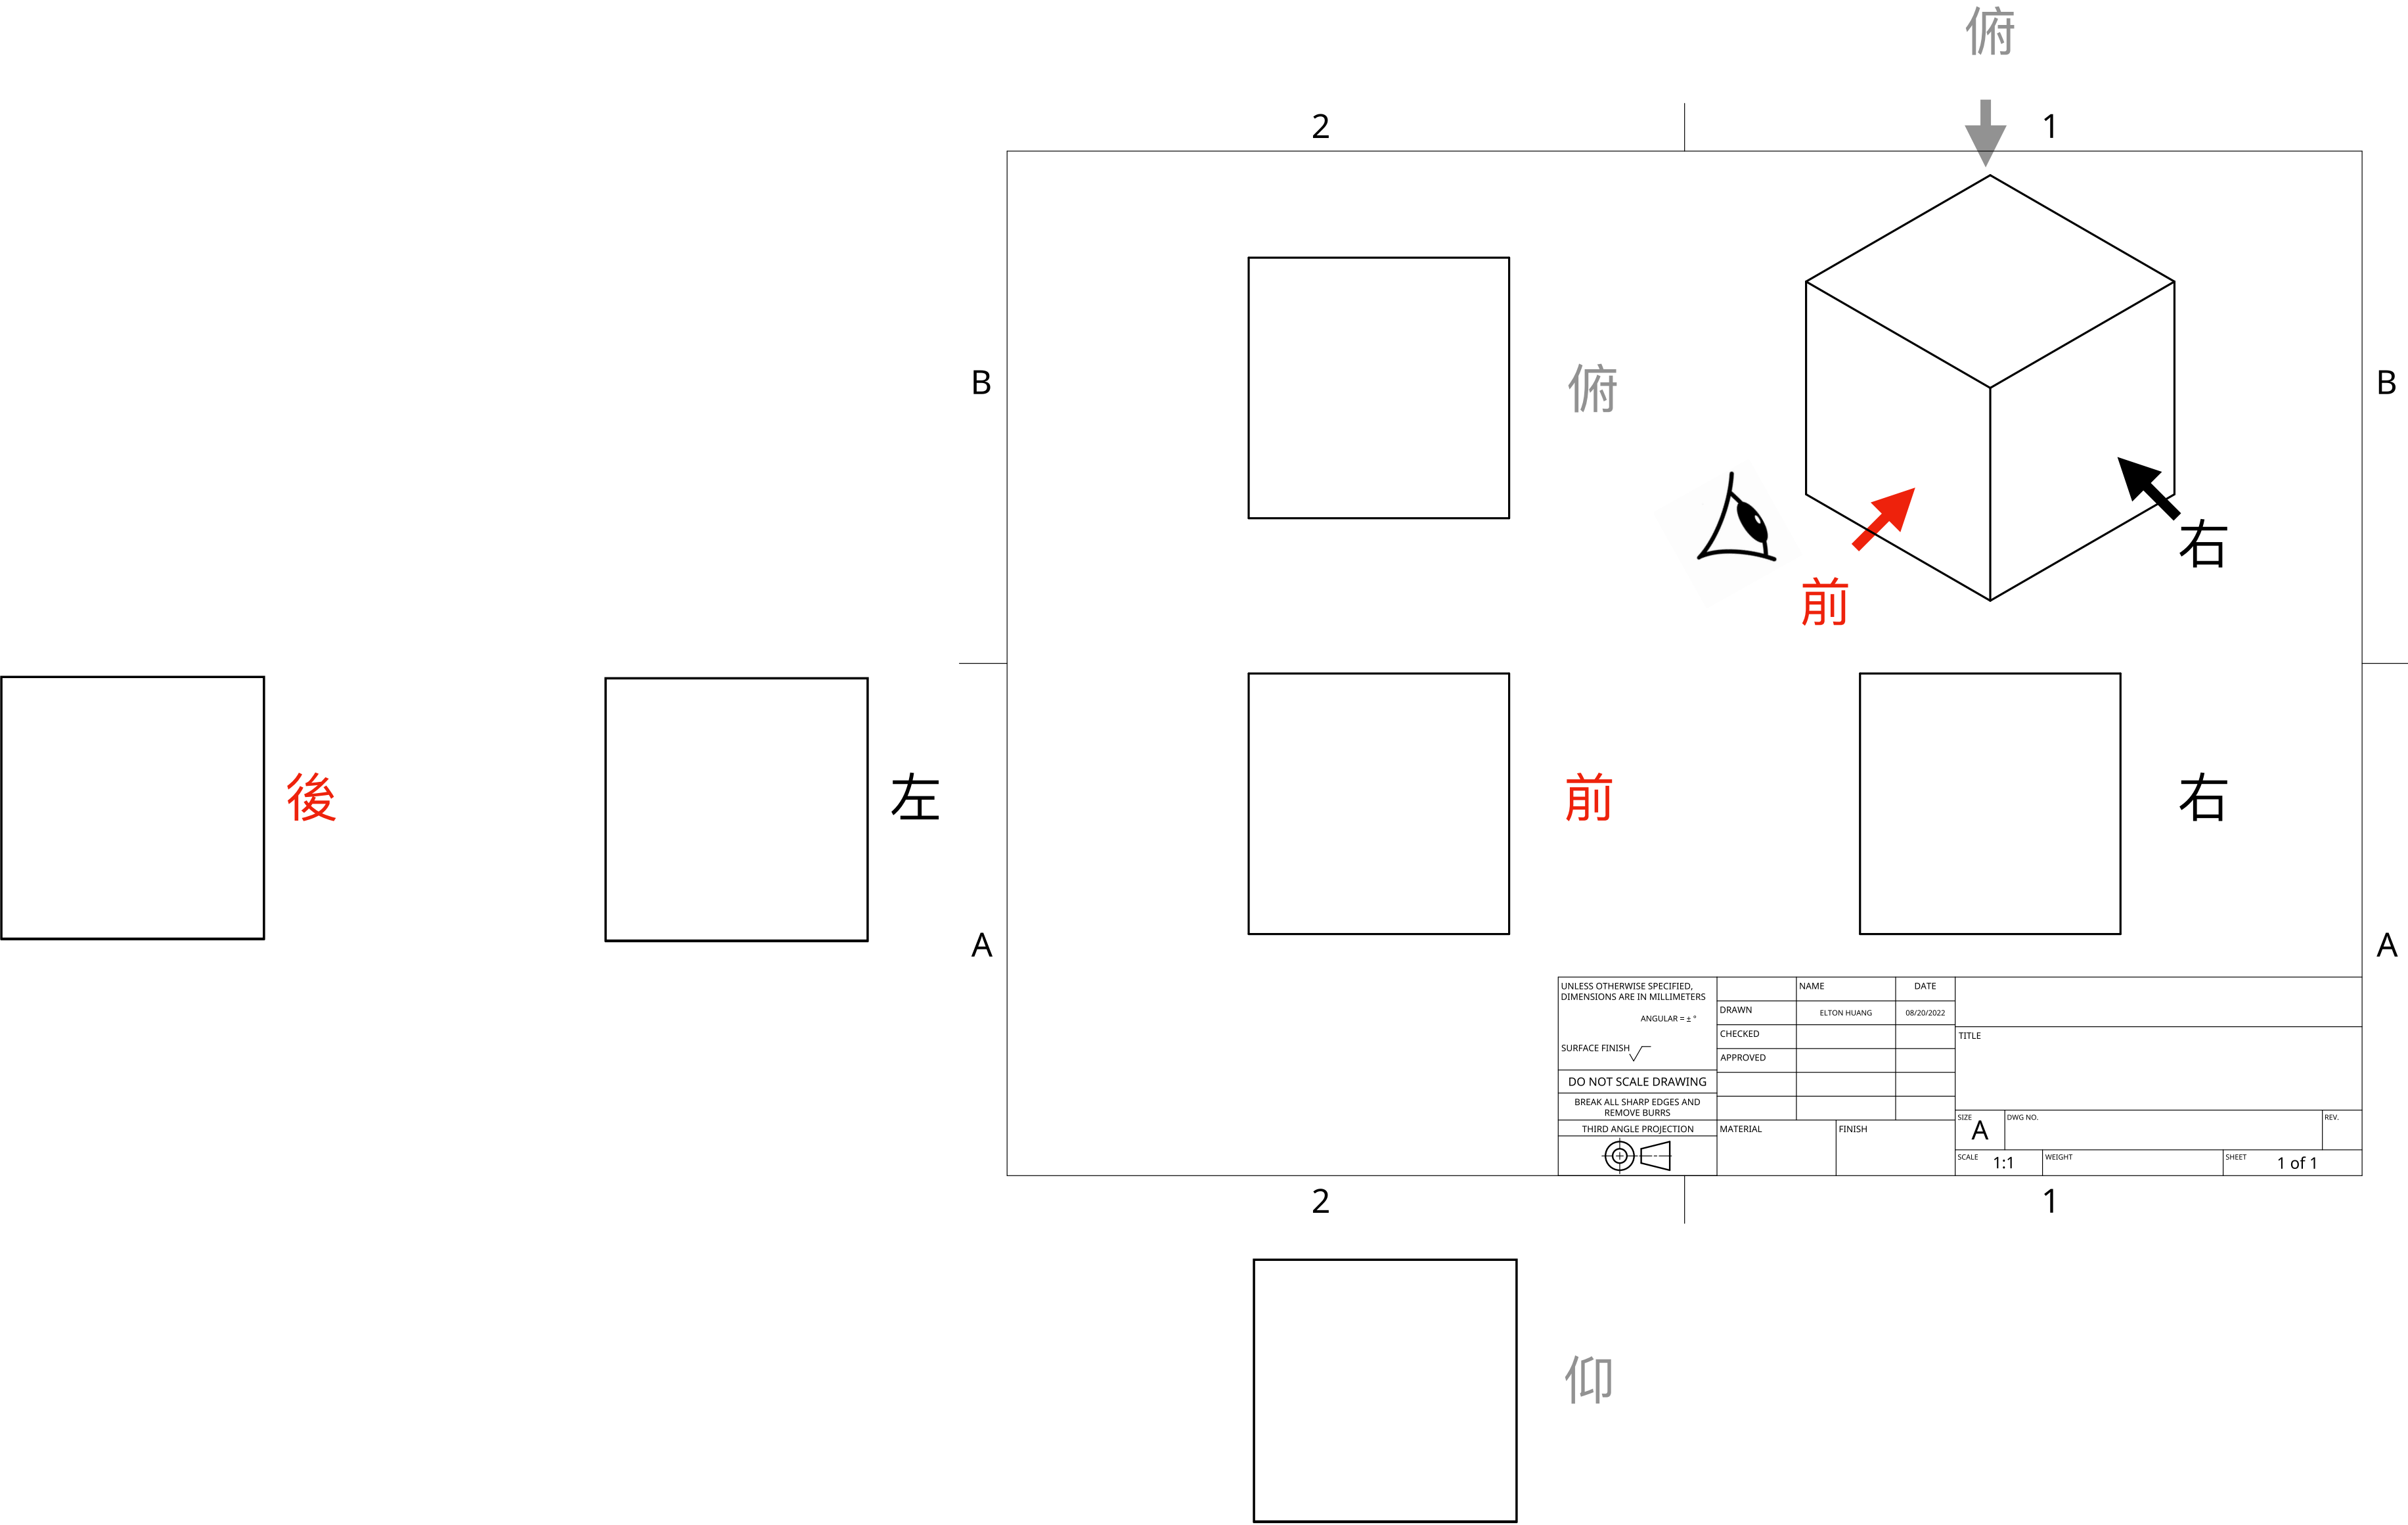 俯
2
1
B
俯
B
右
前
後
左
前
右
A
A
UNLESS OTHERWISE SPECIFIED,
DIMENSIONS ARE IN MILLIMETERS
ANGULAR = ± °
SURFACE FINISH
DO NOT SCALE DRAWING
BREAK ALL SHARP EDGES AND
REMOVE BURRS
THIRD ANGLE PROJECTION
NAME
DATE
DRAWN
ELTON HUANG
08/20/2022
CHECKED
APPROVED
MATERIAL
FINISH
TITLE
SIZE
A
DWG NO.
REV.
SCALE
1:1
WEIGHT
SHEET
1 of 1
2
1
仰